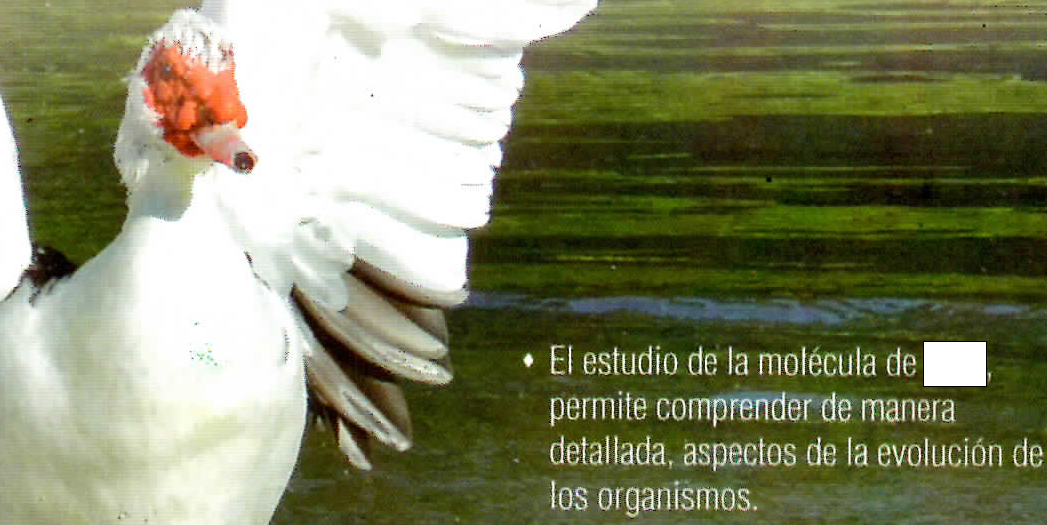 • El estudio de la molécula de ,
permite comprender de manera
detallada, aspectos de la evolución de
los organismos.